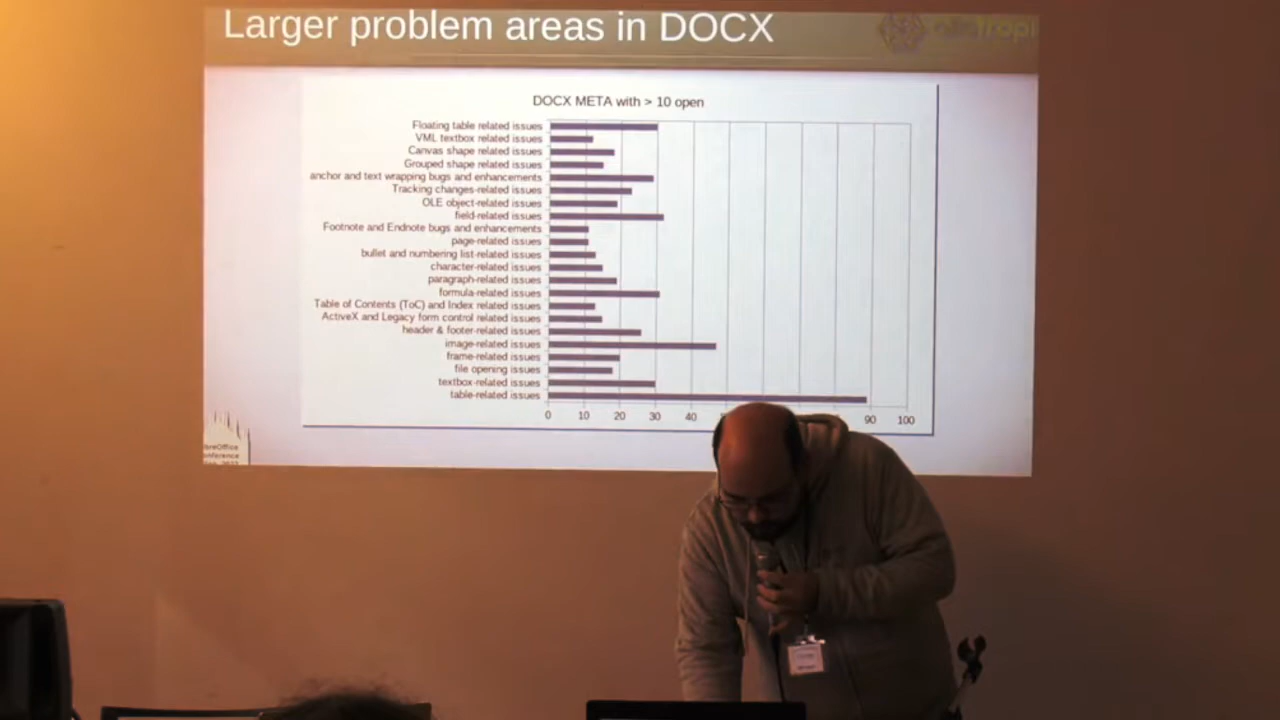 Larger problem areas in DOCX
DOCX META with > 10 open
Floating table related issues
VML textbox related issues
Canvas shape related issues
Grouped shape related issues
anchor and text wrapping bugs and enhancements
Tracking changes-related issues
OLE object-related issues
field-related issues
Footnote and Endnote bugs and enhancements
page-related issues
bullet and numbering list-related issues
character-related issues
paragraph-related issues
formula-related issues
Table of Contents (ToC) and Index related issues
ActiveX and Legacy form control related issues
header & footer-related issues
image-related issues
frame-related issues
file opening issues
textbox-related issues
table-related issues
0 10 20 30 40 90 100